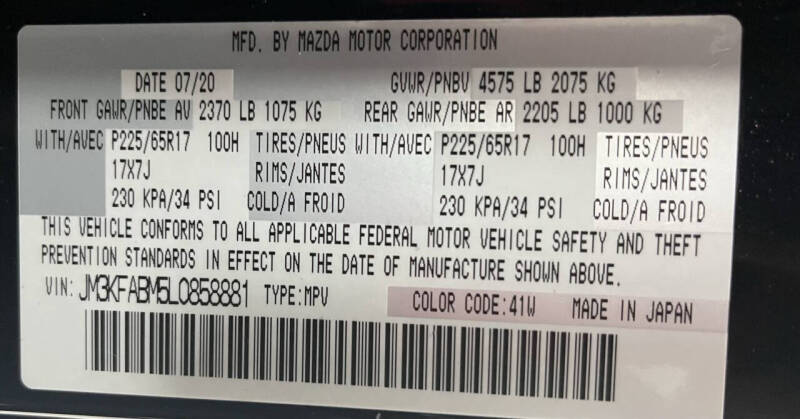 MFD. BY MAZDA MOTOR CORPORATION
DATE 07/20 GVWR/PNBV 4575 LB 2075 KG
FRONT GAWR/PNBE AV 2370 LB 1075 KG REAR GAWR/PNBE AR 2205 LB 1000 KG
WITH/AVEC P225/65R17 100H TIRES/PNEUS WITH/AVEC P225/65R17 100H TIRES/PNEUS
17X7J RIMS/JANTES 17X7J RIMS/JANTES
230 KPA/34 PSI COLD/A FROID 230 KPA/34 PSI COLD/A FROID
THIS VEHICLE CONFORMS TO ALL APPLICABLE FEDERAL MOTOR VEHICLE SAFETY AND THEFT
PREVENTION STANDARDS IN EFFECT ON THE DATE OF MANUFACTURE SHOWN ABOVE.
VIN: JM3KFABM5L0858881 TYPE:MPV COLOR CODE:41W MADE IN JAPAN